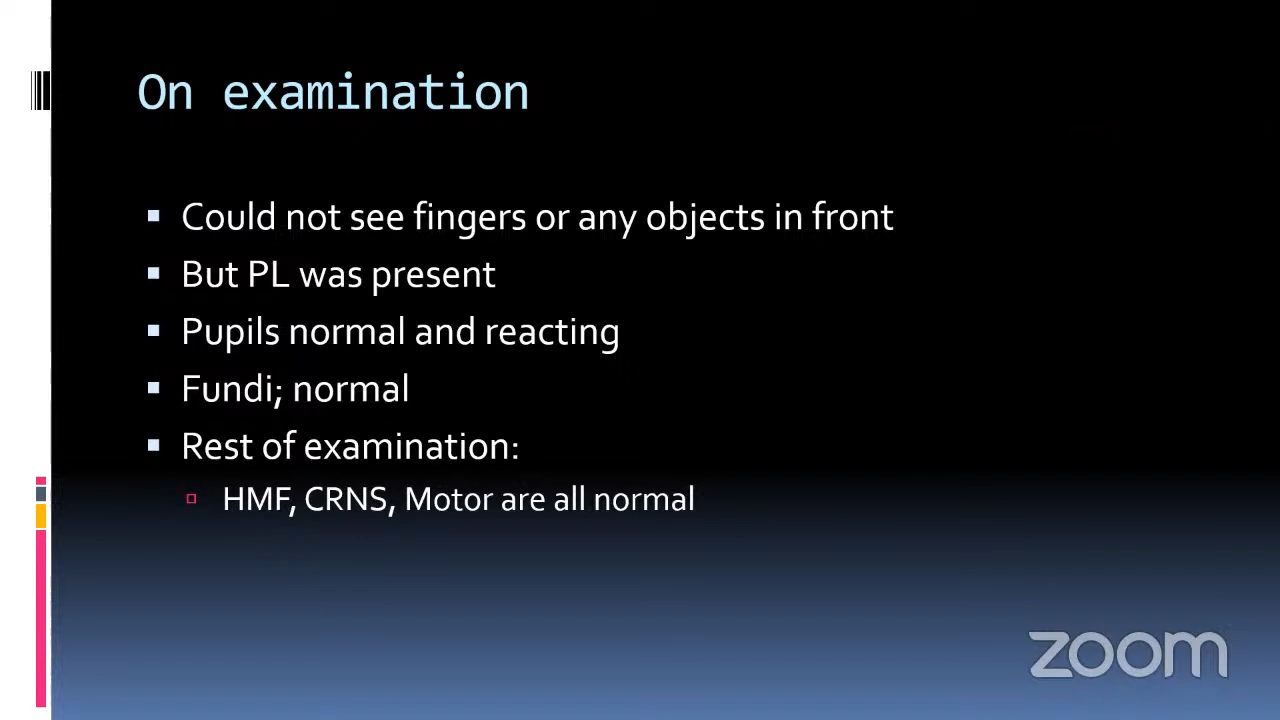 On examination
Could not see fingers or any objects in front
But PL was present
Pupils normal and reacting
Fundi; normal
Rest of examination:
HMF, CRNS, Motor are all normal
zoom